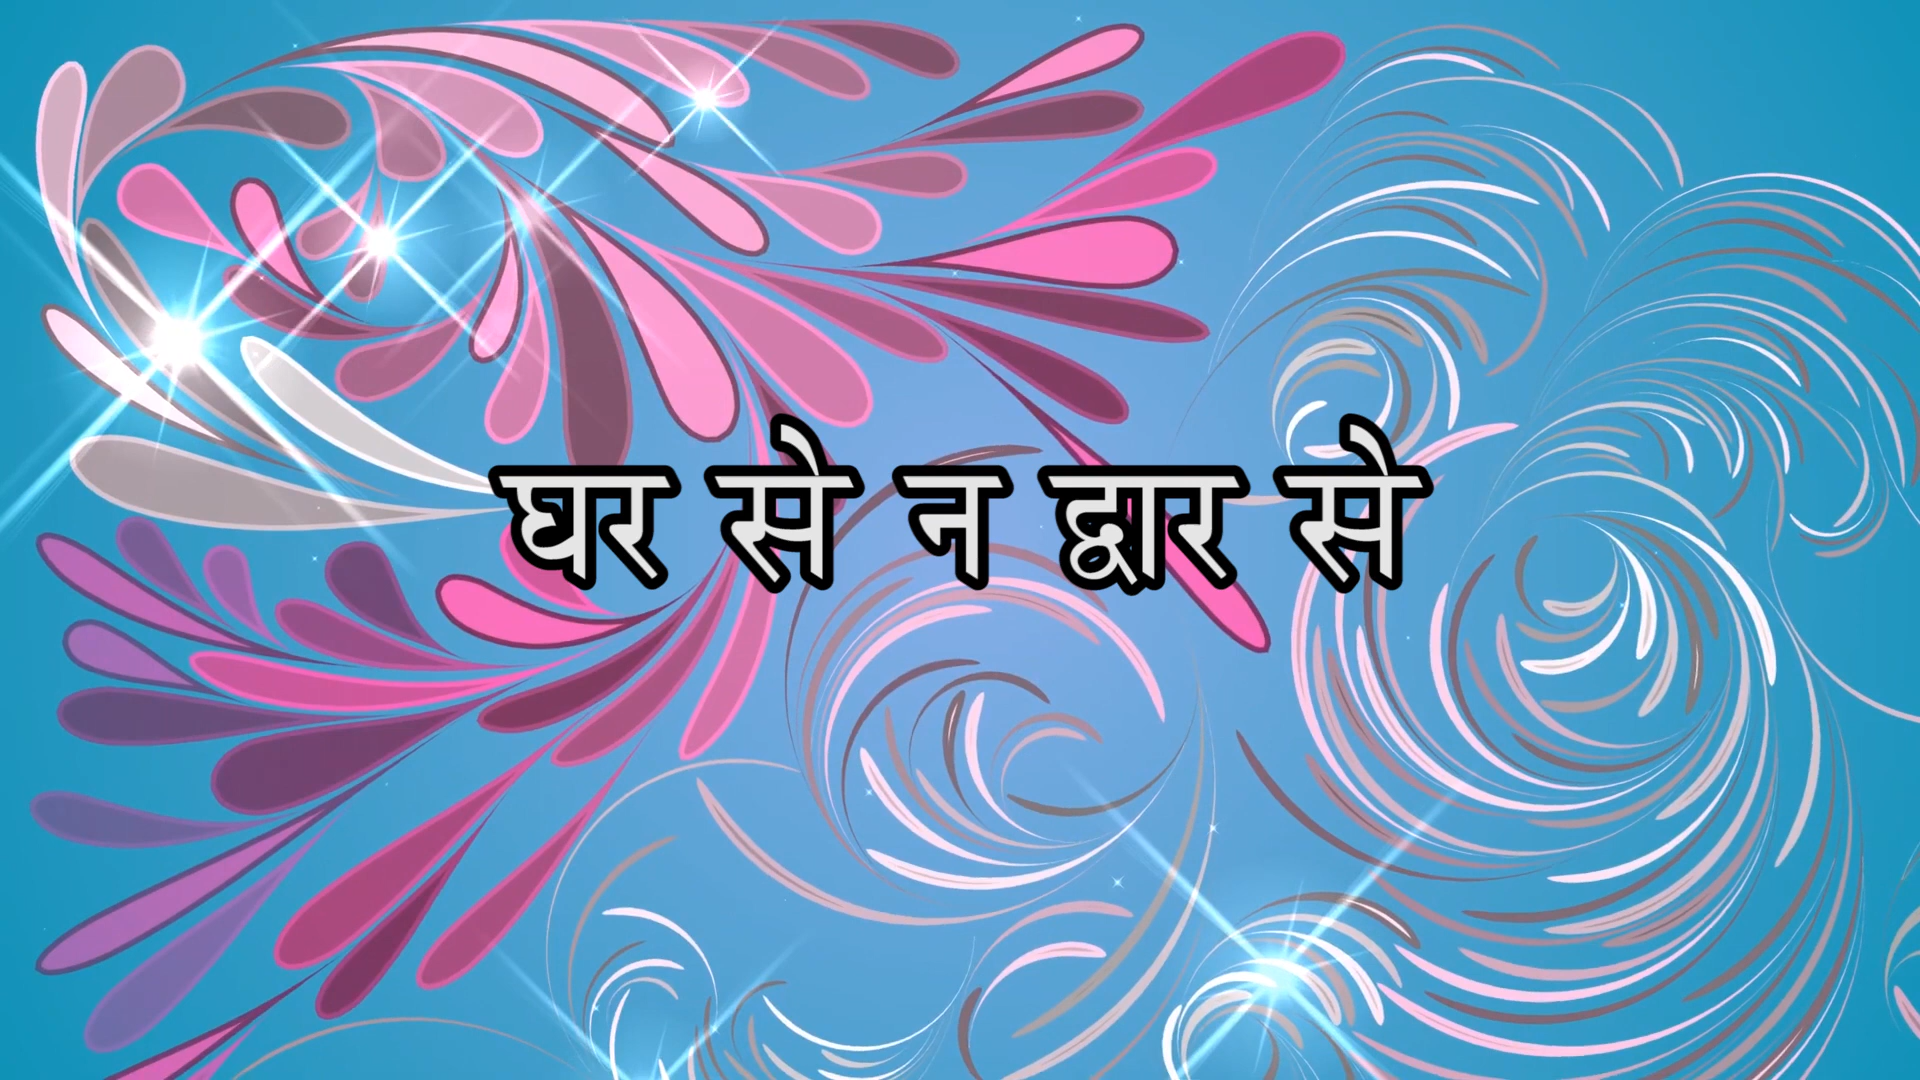 घर से न द्वार से